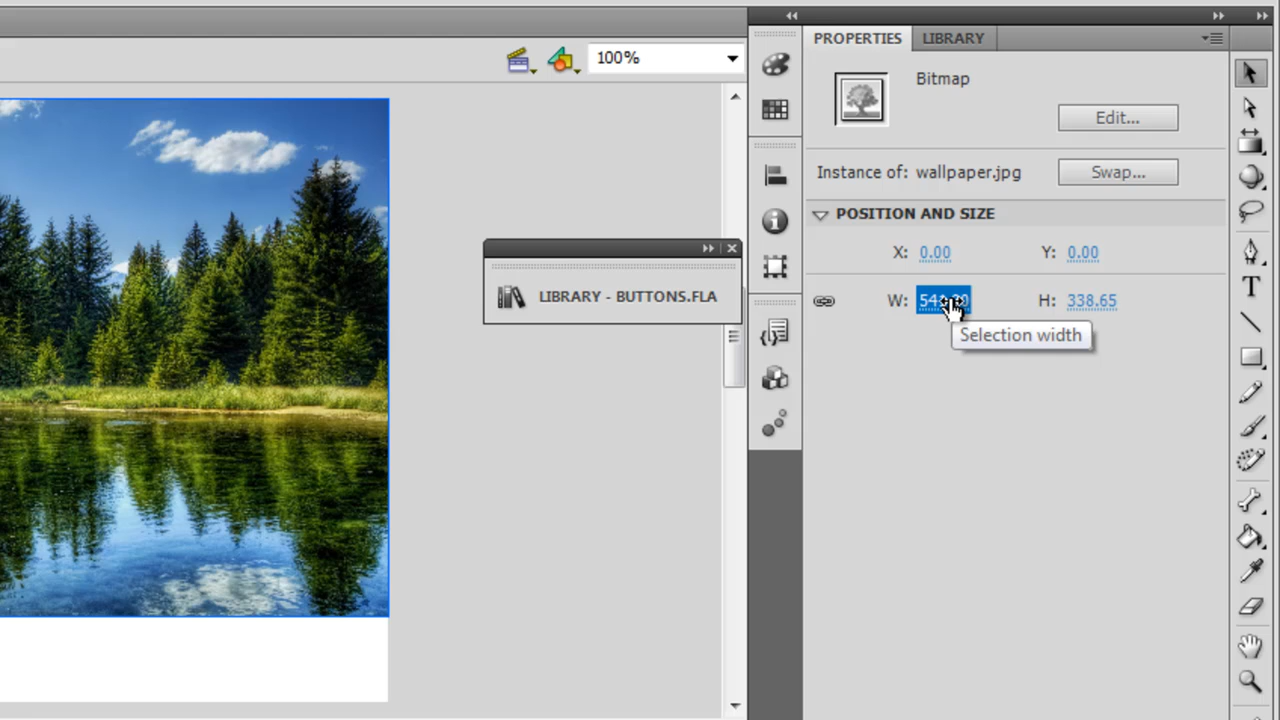 100%
PROPERTIES LIBRARY
Bitmap
Edit...
Instance of: wallpaper.jpg Swap...
POSITION AND SIZE
X: 0.00 Y: 0.00
LIBRARY - BUTTONS.FLA
W: H: 338.65
Selection width